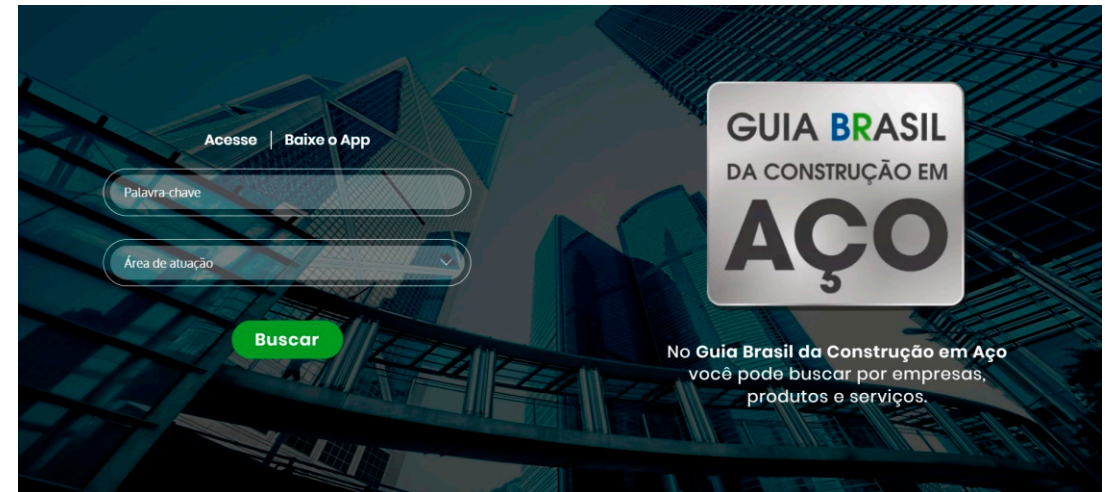 Acesse | Baixe o App
Palavra-chave
Área de atuação
Buscar
GUIA BRASIL
DA CONSTRUÇÃO EM
AÇO
No Guia Brasil da Construção em Aço
você pode buscar por empresas,
produtos e serviços.